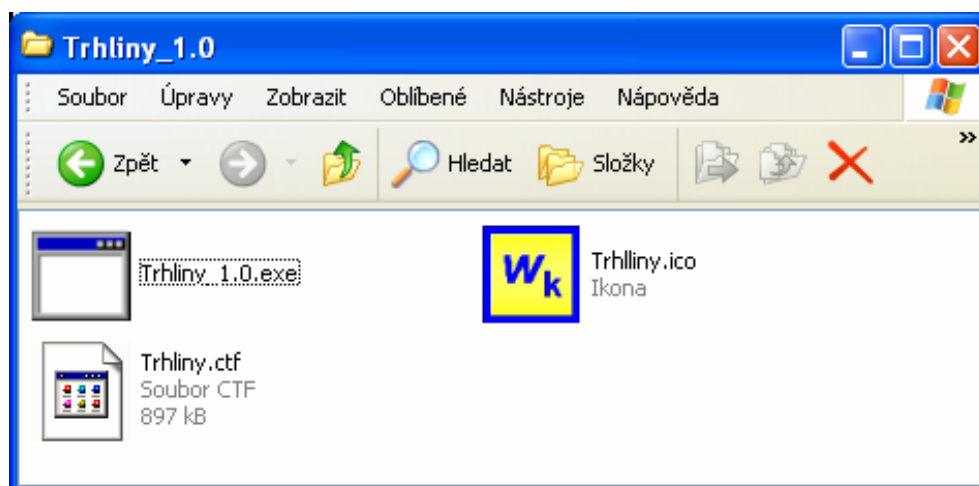 Trhliny_1.0
Soubor Úpravy Zobrazit Oblíbené Nástroje Nápověda
Zpět Hledat Složky
Trhliny_1.0.exe
Wk
Trhlliny.ico
Ikona
Trhliny.ctf
Soubor CTF
897 kB